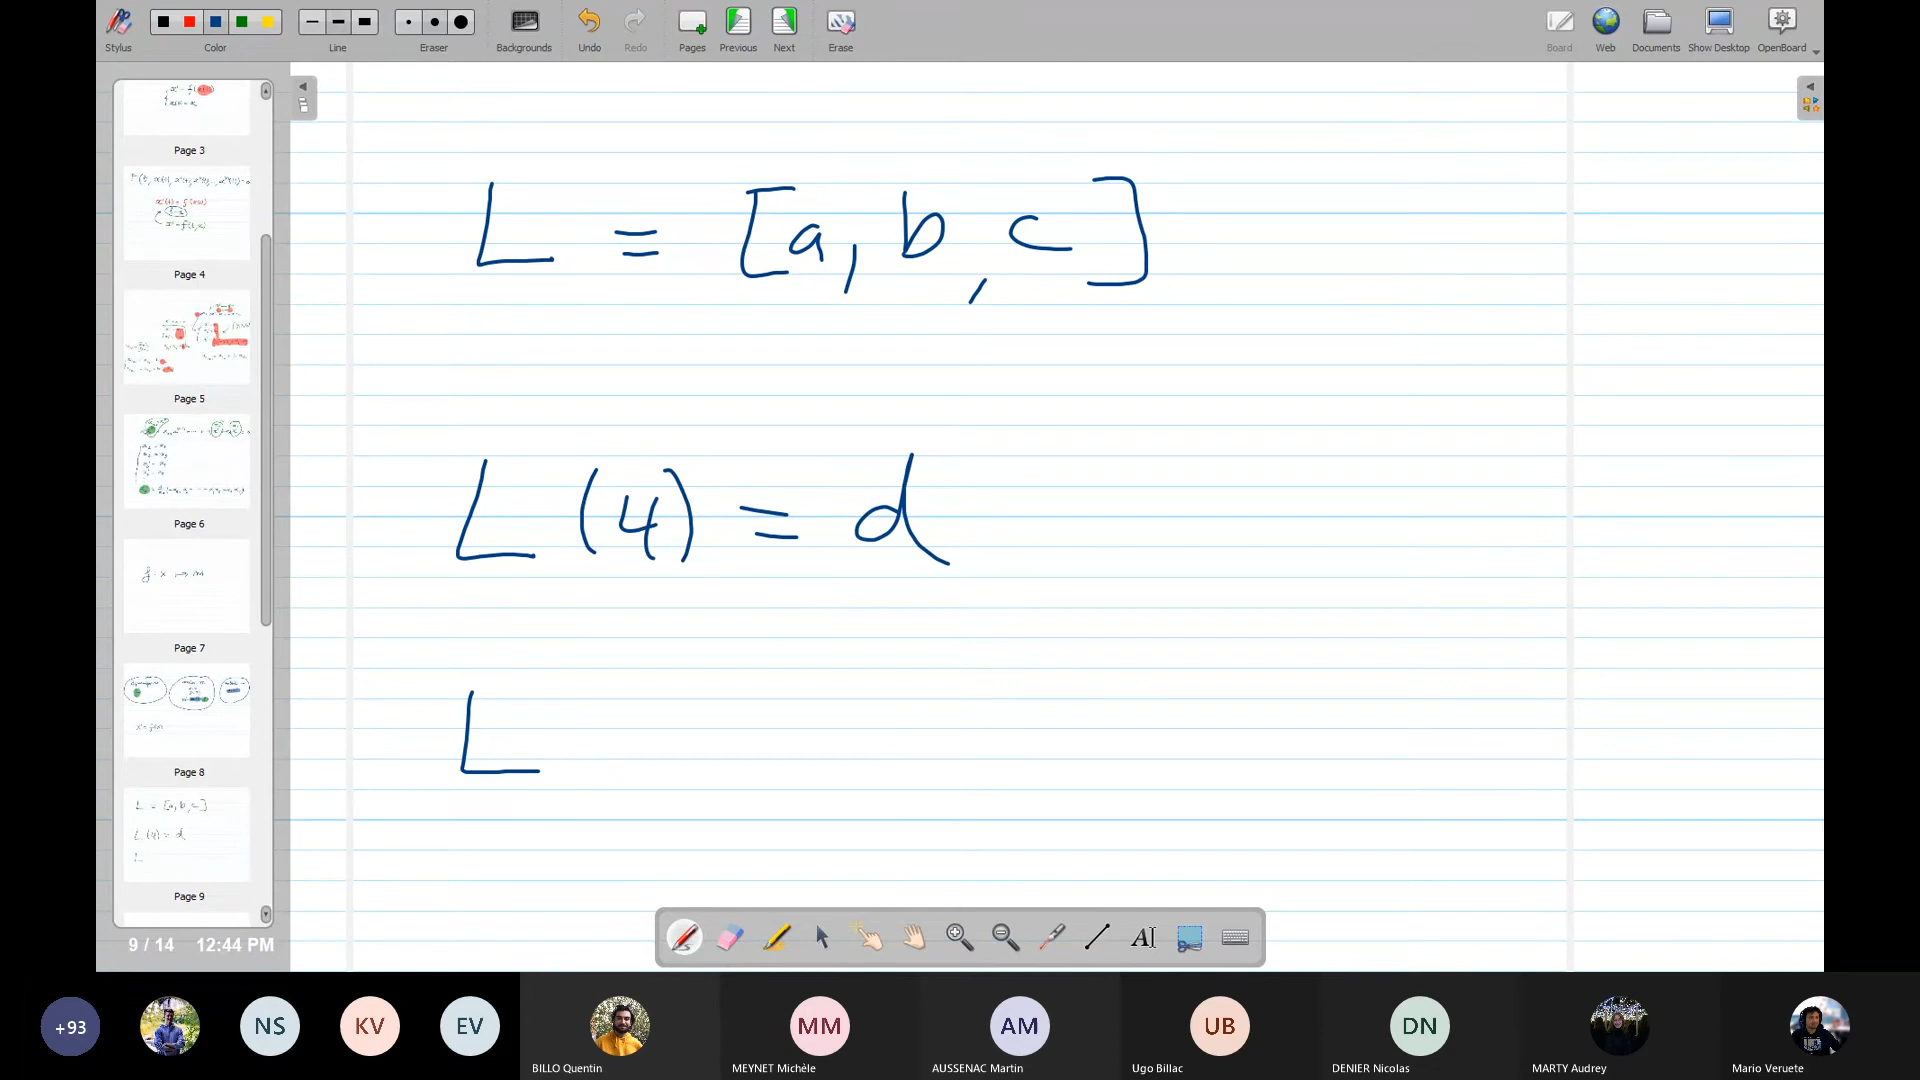 Stylus
Color
Line
Eraser
Backgrounds
Undo
Redo
Pages
Previous
Next
Erase
Board
Web
Documents
Show Desktop
OpenBoard
Page 3
Page 4
Page 5
Page 6
Page 7
Page 8
L = [a, b, c]
L (4) = d
L
Page 9
9 / 14 12:44 PM
L = [a, b, c]
L (4) = d
L
+93
NS
KV
EV
BILLO Quentin
MM
MEYNET Michèle
AM
AUSSENAC Martin
UB
Ugo Billac
DN
DENIER Nicolas
MARTY Audrey
Mario Veruete